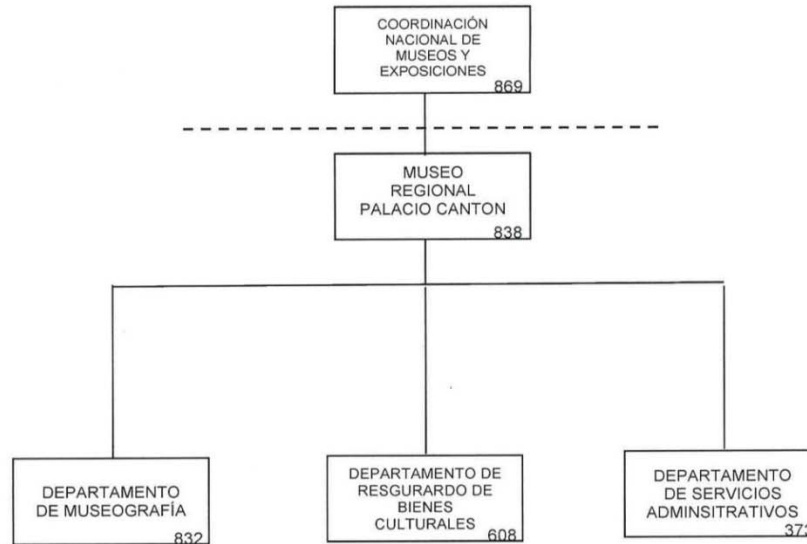 COORDINACIÓN
NACIONAL DE
MUSEOS Y
EXPOSICIONES
869
MUSEO
REGIONAL
PALACIO CANTON
838
DEPARTAMENTO
DE MUSEOGRAFÍA
832
DEPARTAMENTO DE
RESGURARDO DE
BIENES
CULTURALES
608
DEPARTAMENTO
DE SERVICIOS
ADMINSITRATIVOS
372